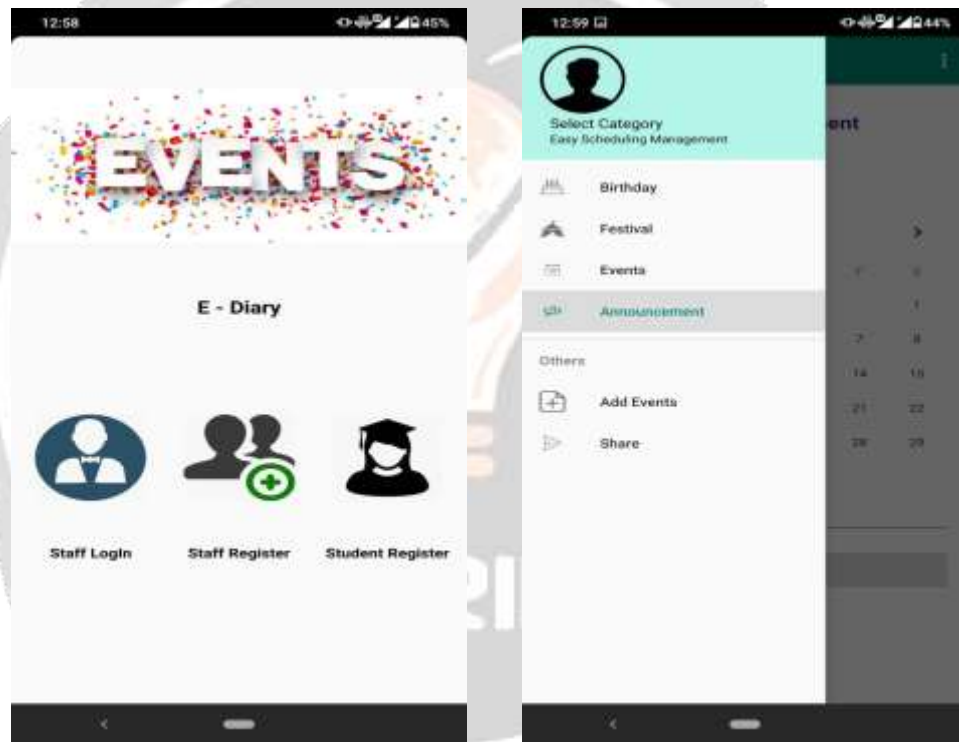 12:58
45%
EVENTS
E - Diary
Staff LogIn
Staff Register
Student Register
12:59
44%
Select Category
Easy Scheduling Management
ent
Birthday
Festival
Events
Announcement
Others
Add Events
Share
1
7 8
14 15
21 22
28 29
RI